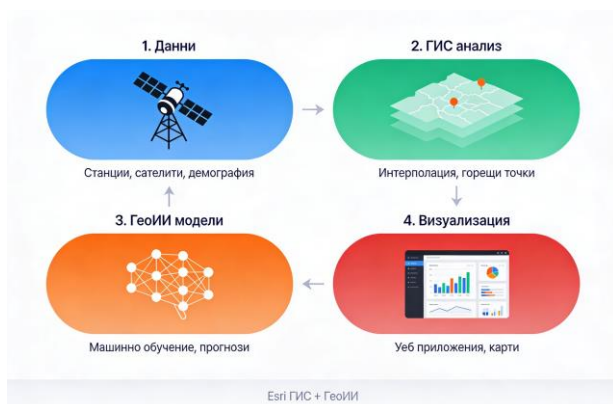 1. Данни
2. ГИС анализ
Станции, сателити, демография
Интерполация, горещи точки
3. ГеоИИ модели
4. Визуализация
Машинно обучение, прогнози
Уеб приложения, карти
Esri ГИС + ГеоИИ